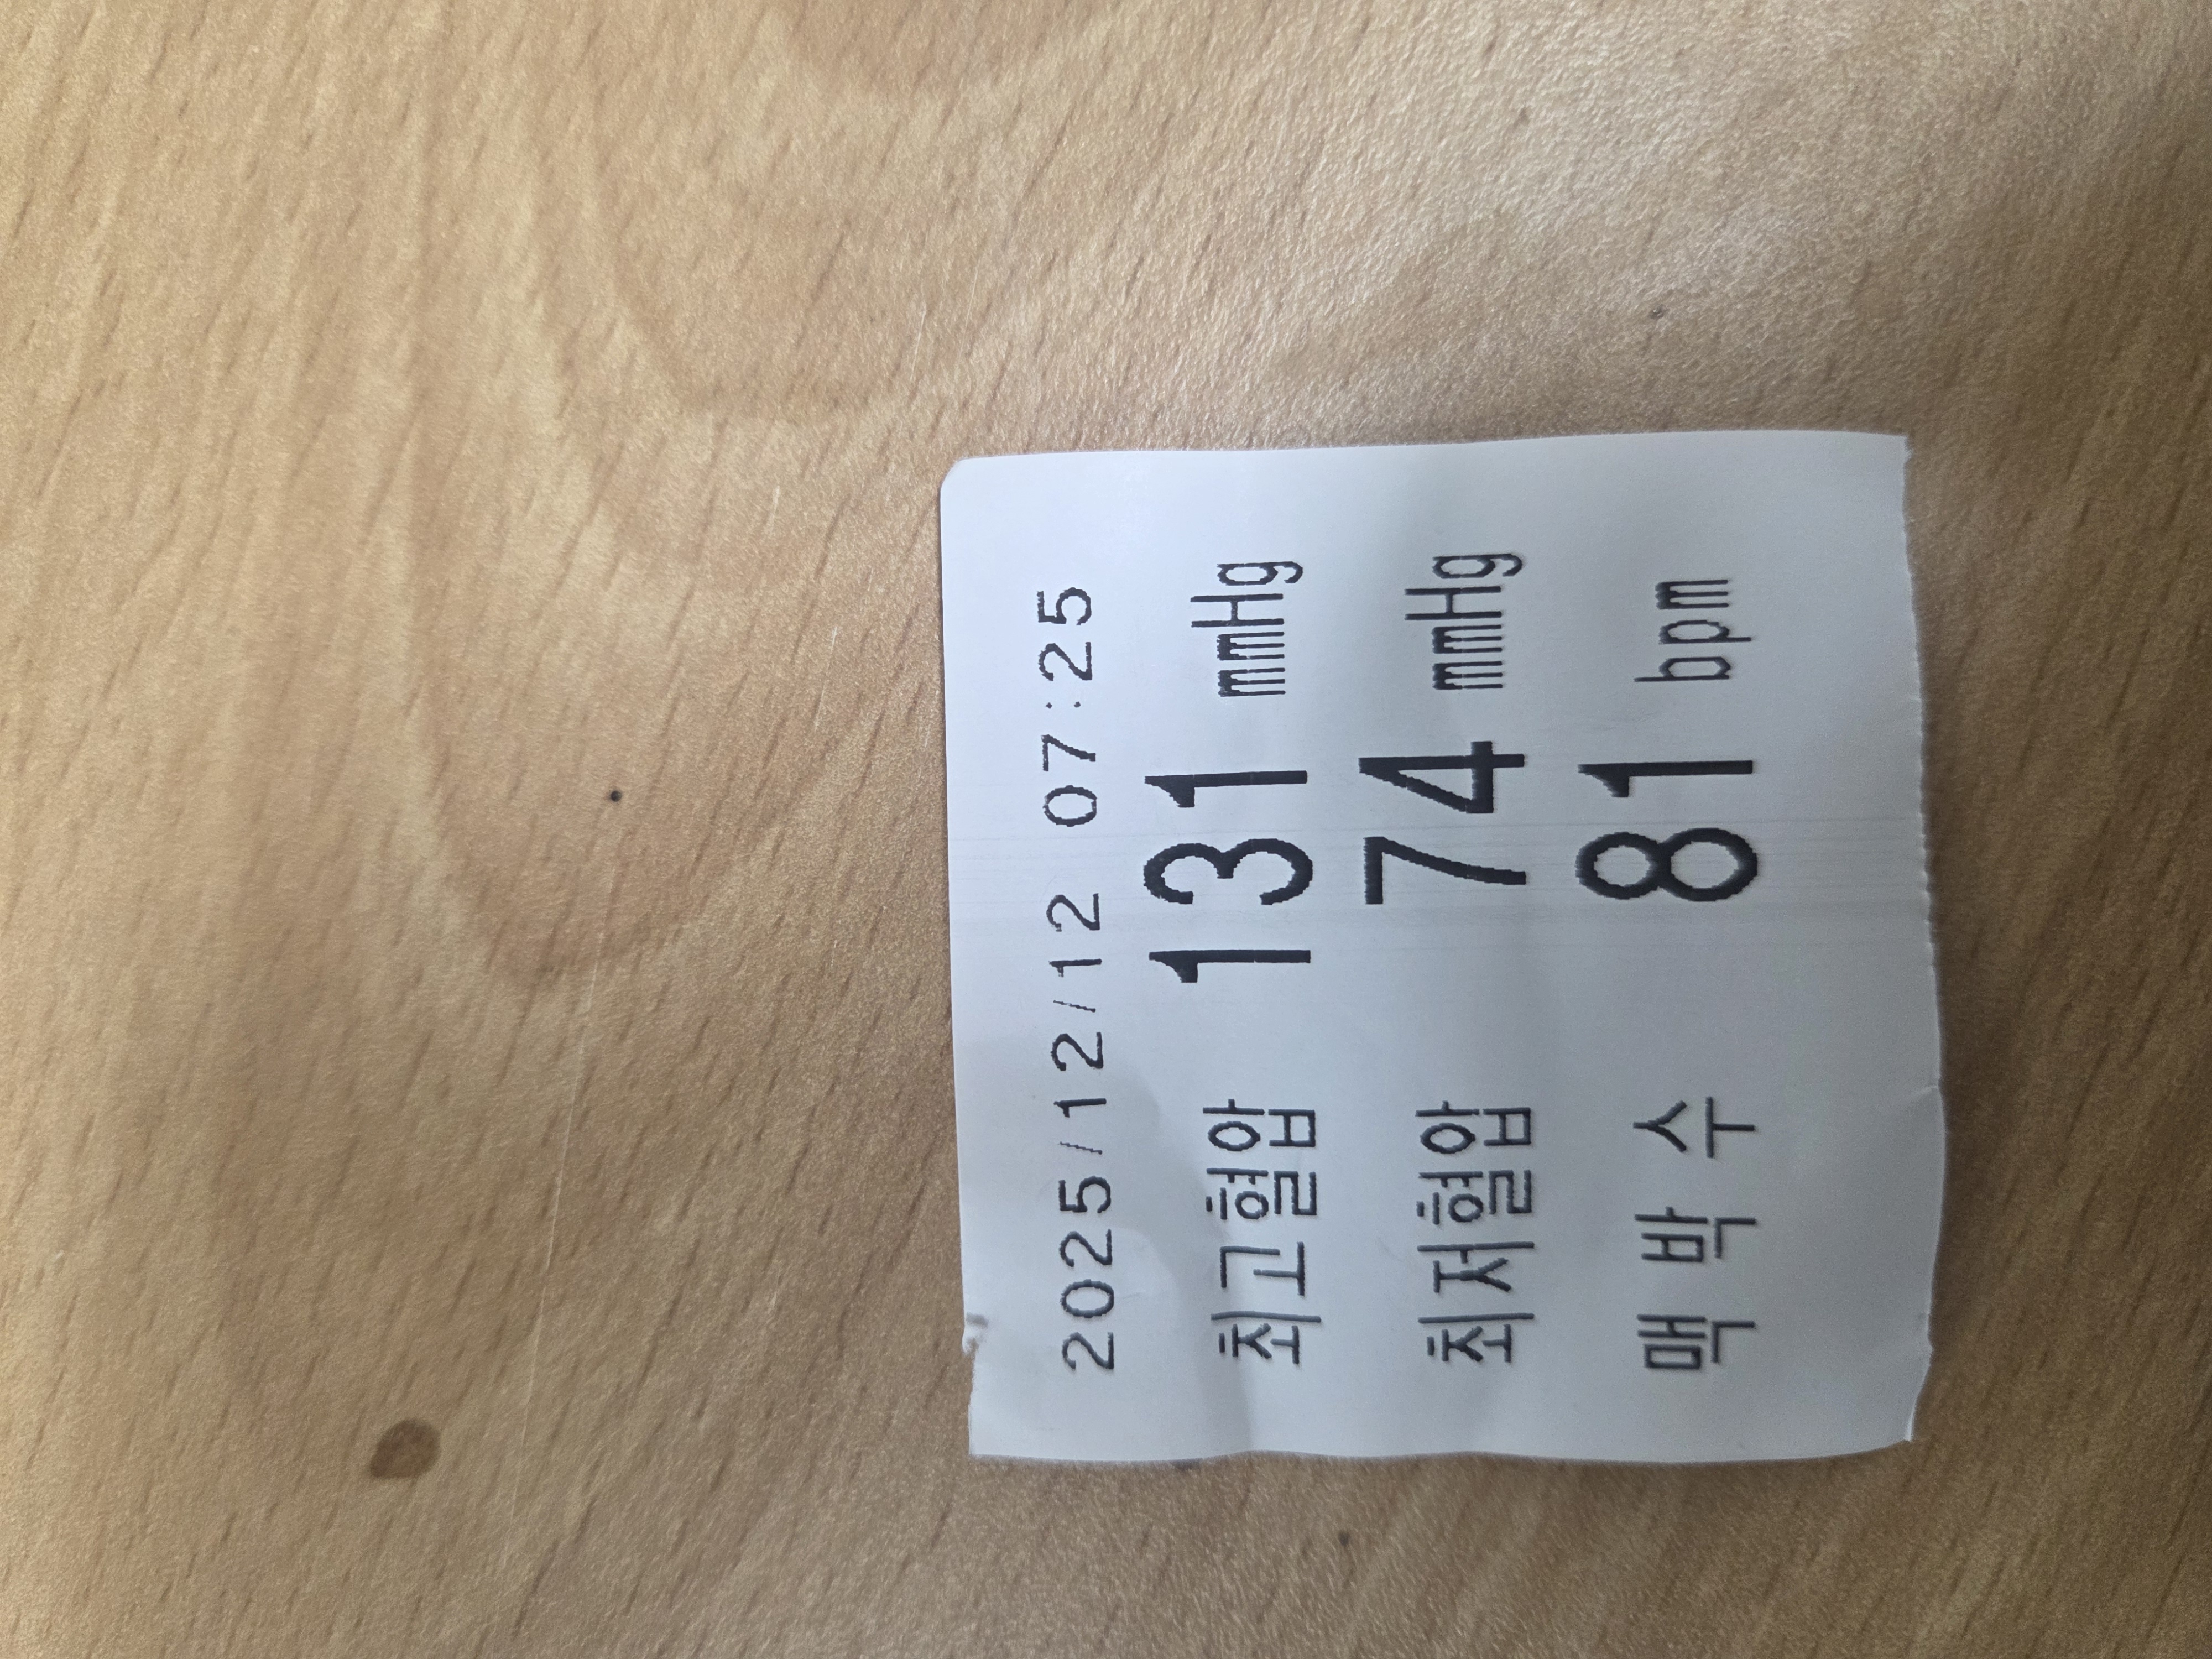 2025/12/12 07:25
최고혈압 131 mmHg
최저혈압 74 mmHg
맥 박 수 81 bpm